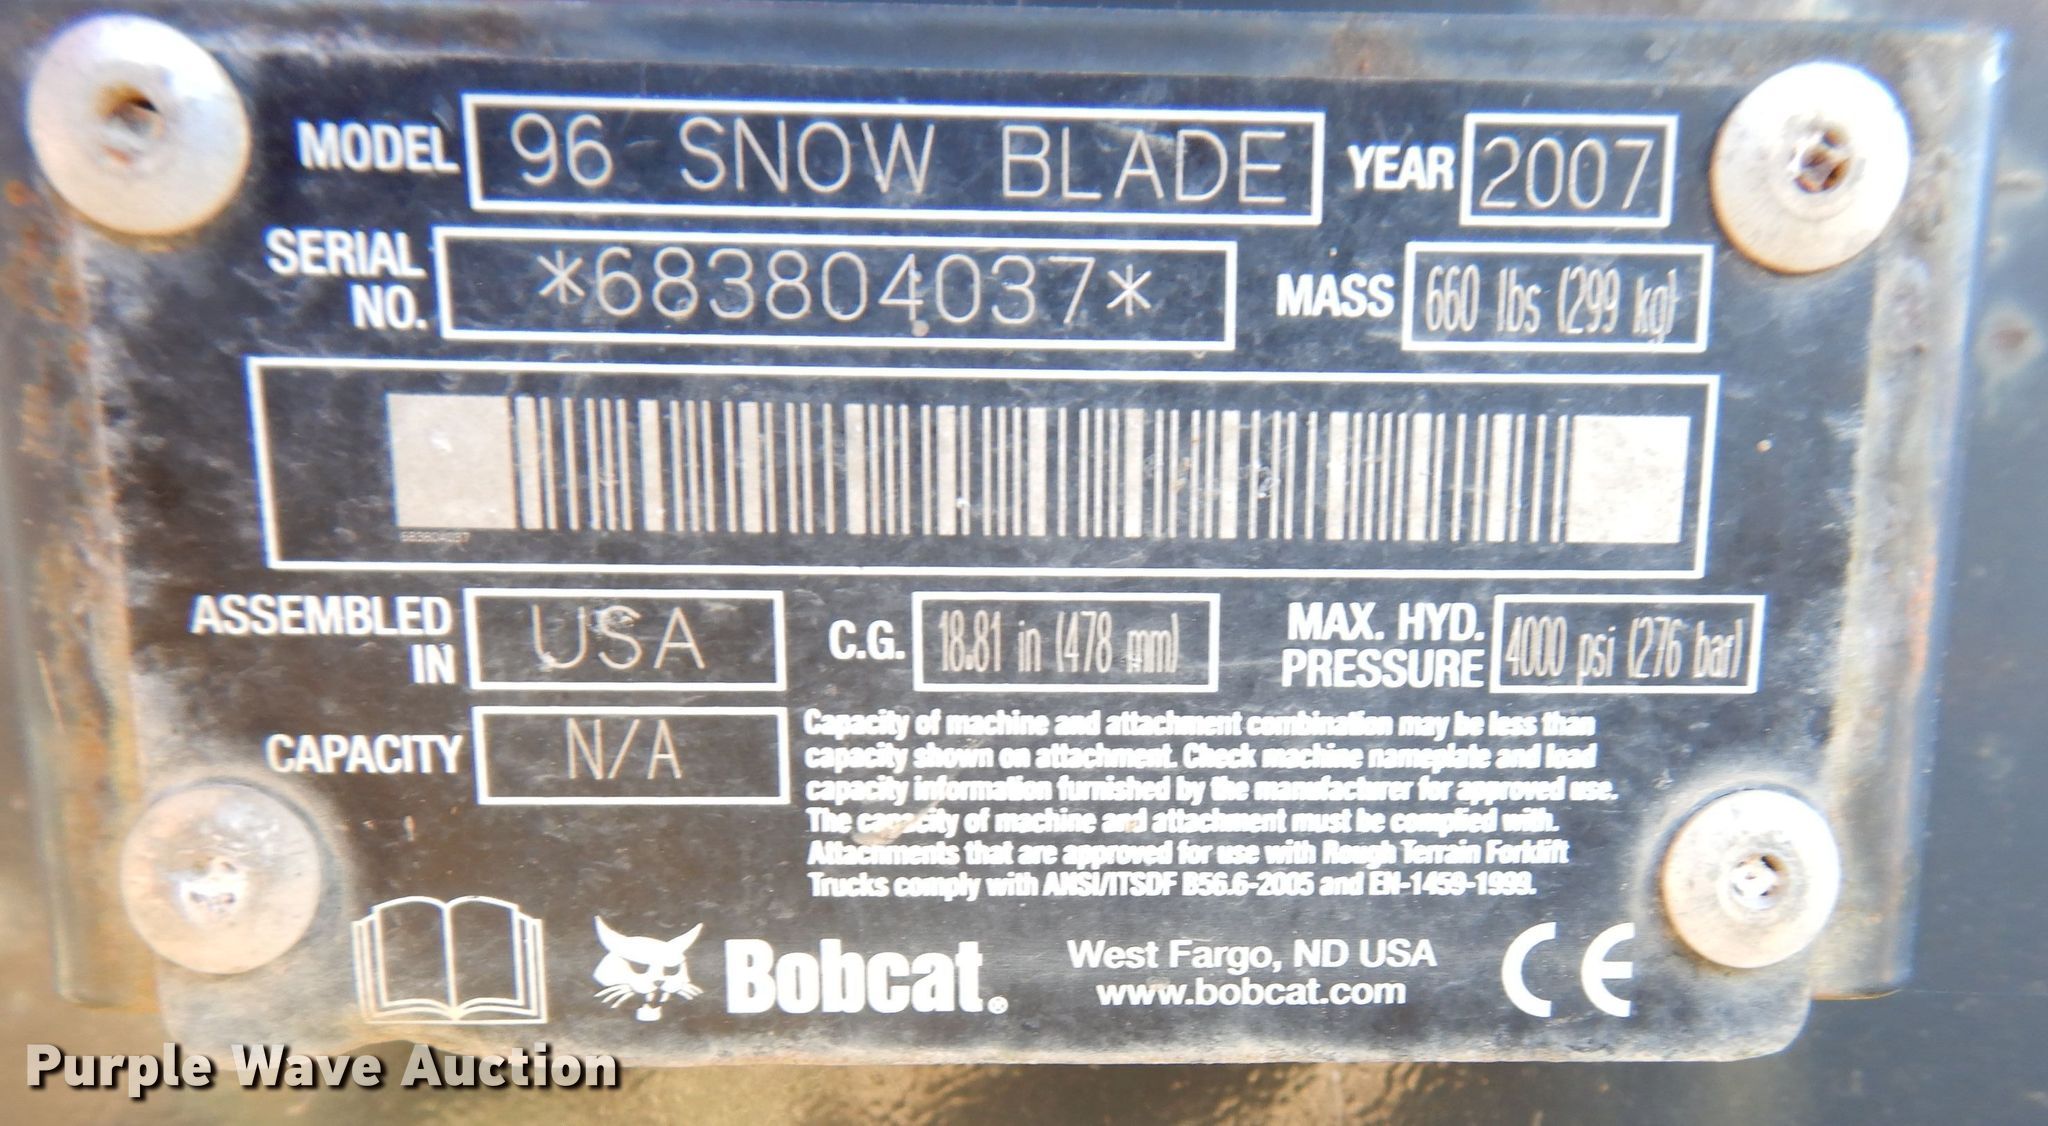 MODEL 96 SNOW BLADE YEAR 2007
SERIAL NO. *683804037* MASS 660 lbs (299 kg)
683804037
ASSEMBLED IN USA C.G. 18.81 in (478 mm) MAX. HYD. PRESSURE 4000 psi (276 bar)
CAPACITY N/A
Capacity of machine and attachment combination may be less than
capacity shown on attachment. Check machine nameplate and load
capacity information furnished by the manufacturer for approved use.
The capacity of machine and attachment must be complied with.
Attachments that are approved for use with Rough Terrain Forklift
Trucks comply with ANSI/ITSDF B56.6-2005 and EN-1459-1999.
Bobcat® West Fargo, ND USA
www.bobcat.com
CE
Purple Wave Auction